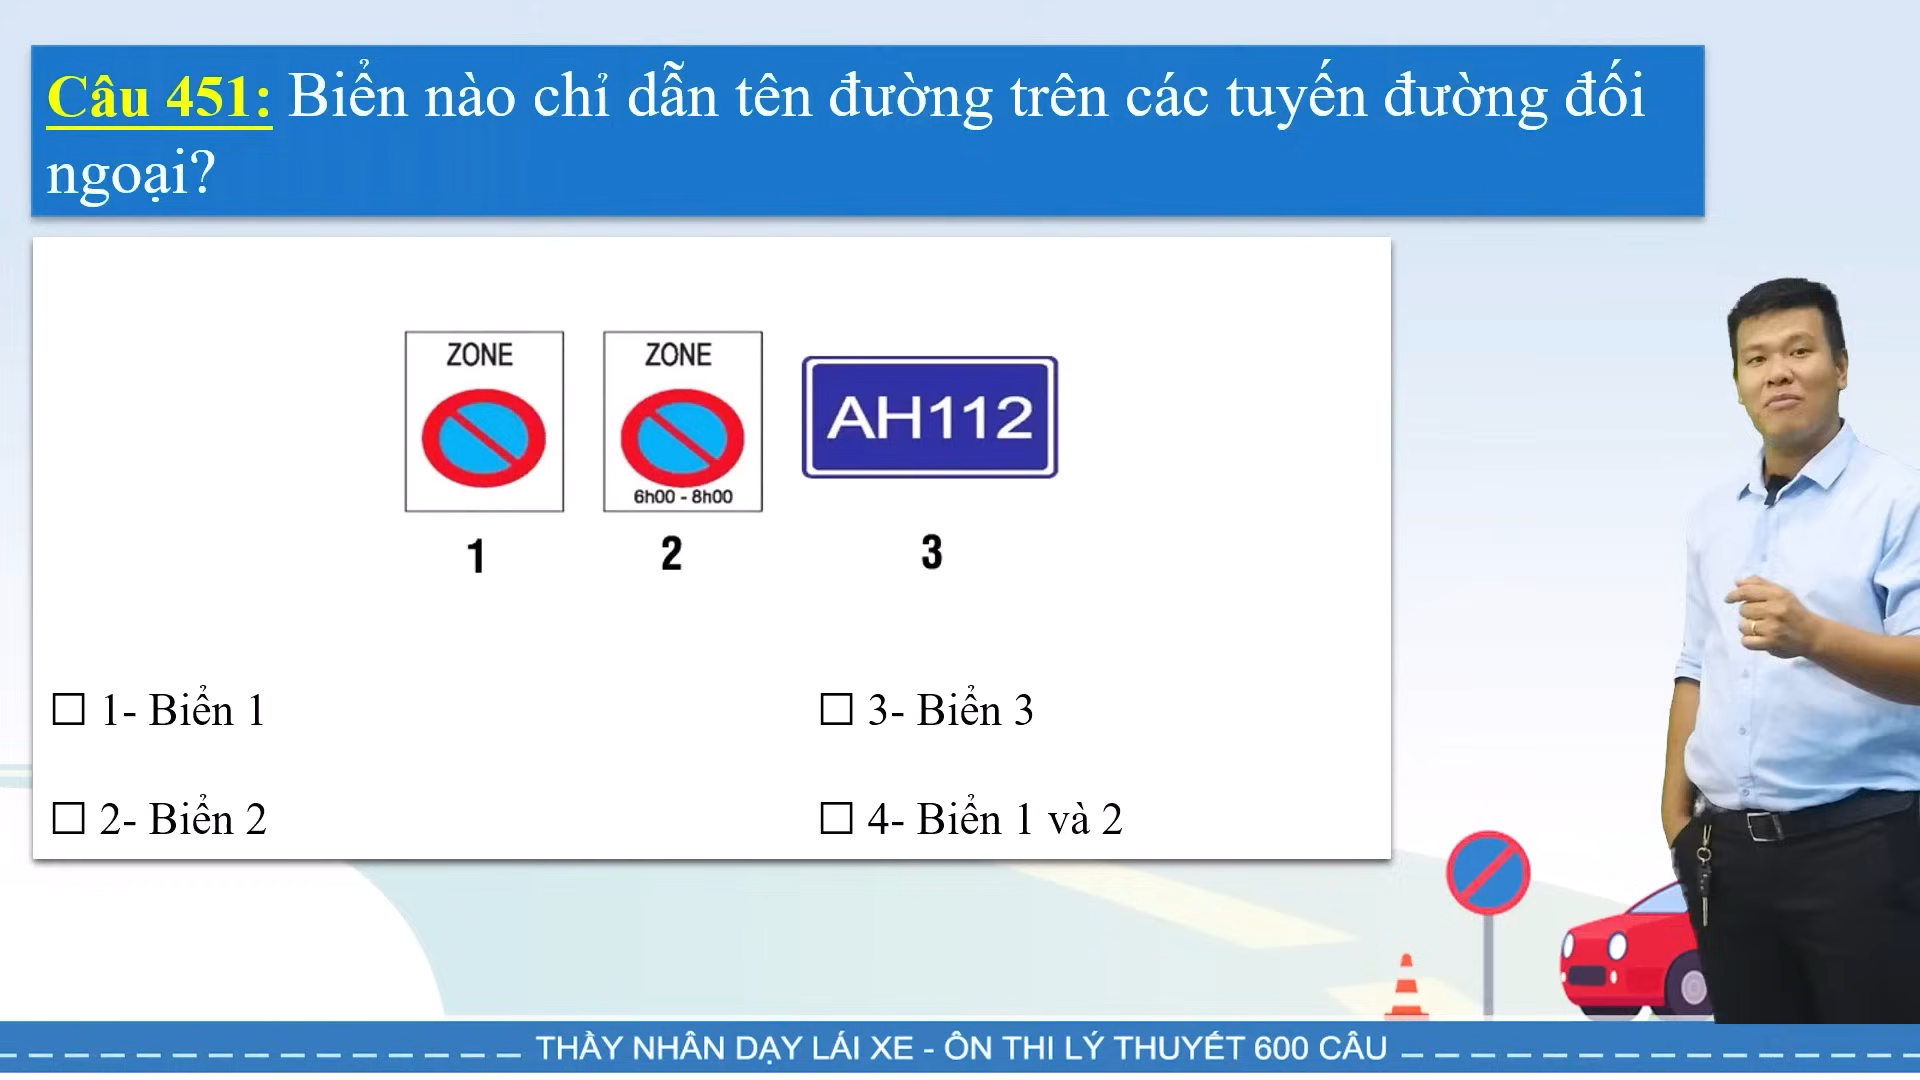 Câu 451: Biển nào chỉ dẫn tên đường trên các tuyến đường đối
ngoại?
ZONE
ZONE
6h00 - 8h00
AH112
1
2
3
☐ 1- Biển 1
☐ 3- Biển 3
☐ 2- Biển 2
☐ 4- Biển 1 và 2
THẦY NHÂN DẠY LÁI XE - ÔN THI LÝ THUYẾT 600 CÂU